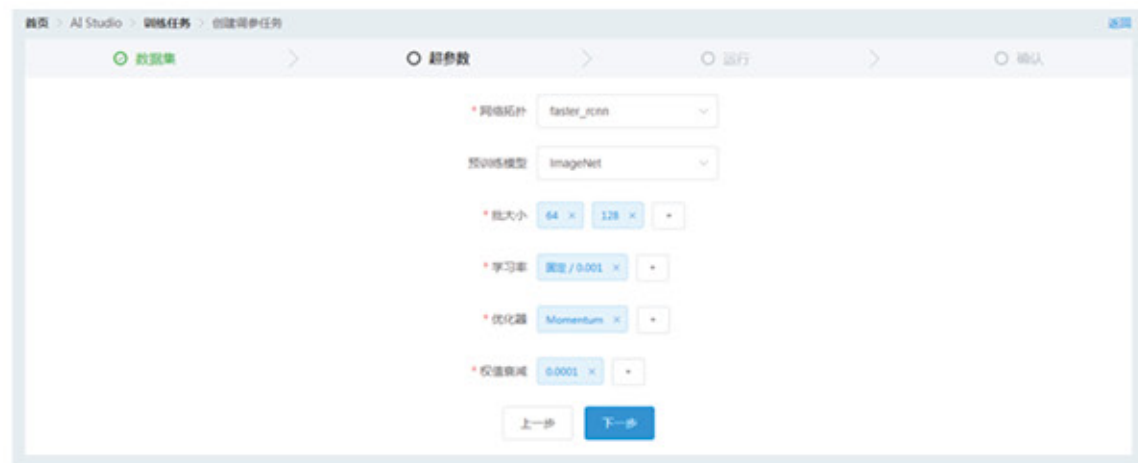 首页 > AI Studio > 训练任务 > 创建调参任务 返回
数据集 > 超参数 > 运行 > 确认
* 网络拓扑 faster_rcnn
预训练模型 ImageNet
* 批大小 64 × 128 × +
* 学习率 固定 / 0.001 × +
* 优化器 Momentum × +
* 权值衰减 0.0001 × +
上一步 下一步